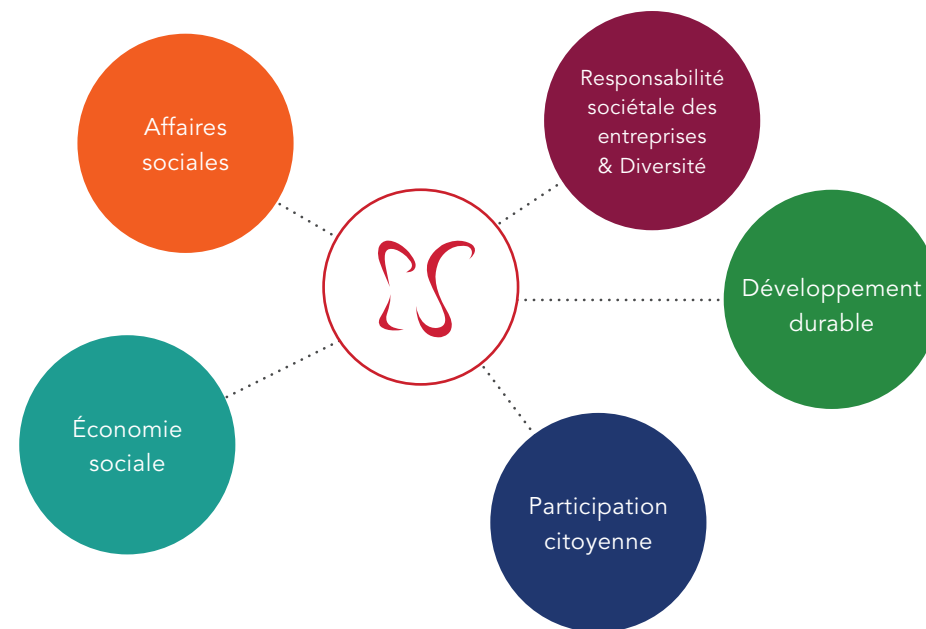 Affaires
sociales
Responsabilité
sociétale des
entreprises
& Diversité
Développement
durable
Économie
sociale
Participation
citoyenne